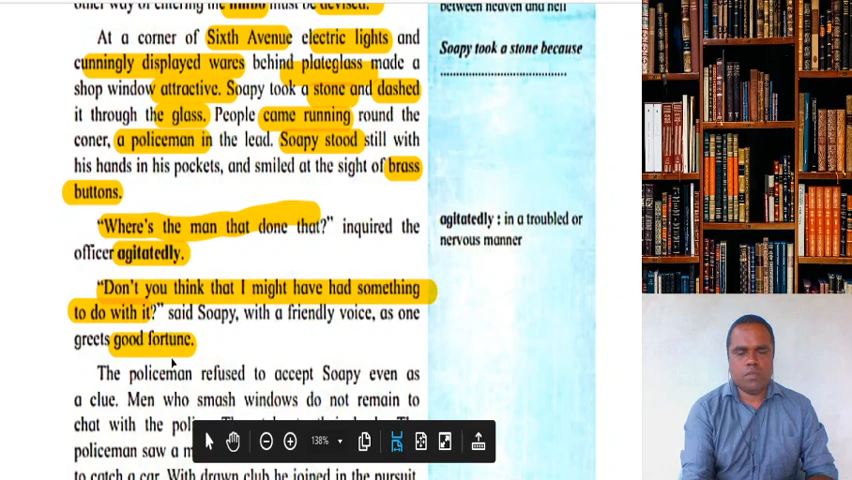 other way of entering the limbo must be devised.
At a corner of Sixth Avenue electric lights and
cunningly displayed wares behind plateglass made a
shop window attractive. Soapy took a stone and dashed
it through the glass. People came running round the
coner, a policeman in the lead. Soapy stood still with
his hands in his pockets, and smiled at the sight of brass
buttons.
“Where's the man that done that?” inquired the
officer agitatedly.
“Don't you think that I might have had something
to do with it?” said Soapy, with a friendly voice, as one
greets good fortune.
The policeman refused to accept Soapy even as
a clue. Men who smash windows do not remain to
chat with the
policeman saw a
to catch a car. With drawn club he joined in the pursuit.
between heaven and hell
Soapy took a stone because
........................................
agitatedly : in a troubled or
nervous manner
138%